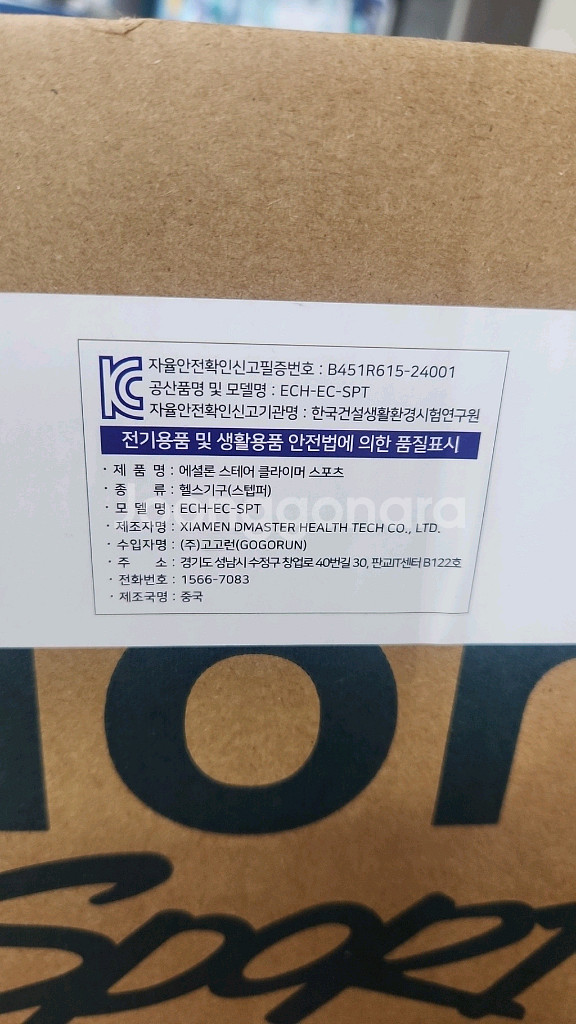 KC
자율안전확인신고필증번호 : B451R615-24001
공산품명 및 모델명 : ECH-EC-SPT
자율안전확인신고기관명 : 한국건설생활환경시험연구원
전기용품 및 생활용품 안전법에 의한 품질표시
· 제 품 명 : 에셜론 스테어 클라이머 스포츠
· 종 류 : 헬스기구(스텝퍼)
· 모 델 명 : ECH-EC-SPT
· 제조자명 : XIAMEN DMASTER HEALTH TECH CO., LTD.
· 수입자명 : (주)고고런(GOGORUN)
· 주 소 : 경기도 성남시 수정구 창업로 40번길 30, 판교IT센터 B122호
· 전화번호 : 1566-7083
· 제조국명 : 중국
lon
Sport